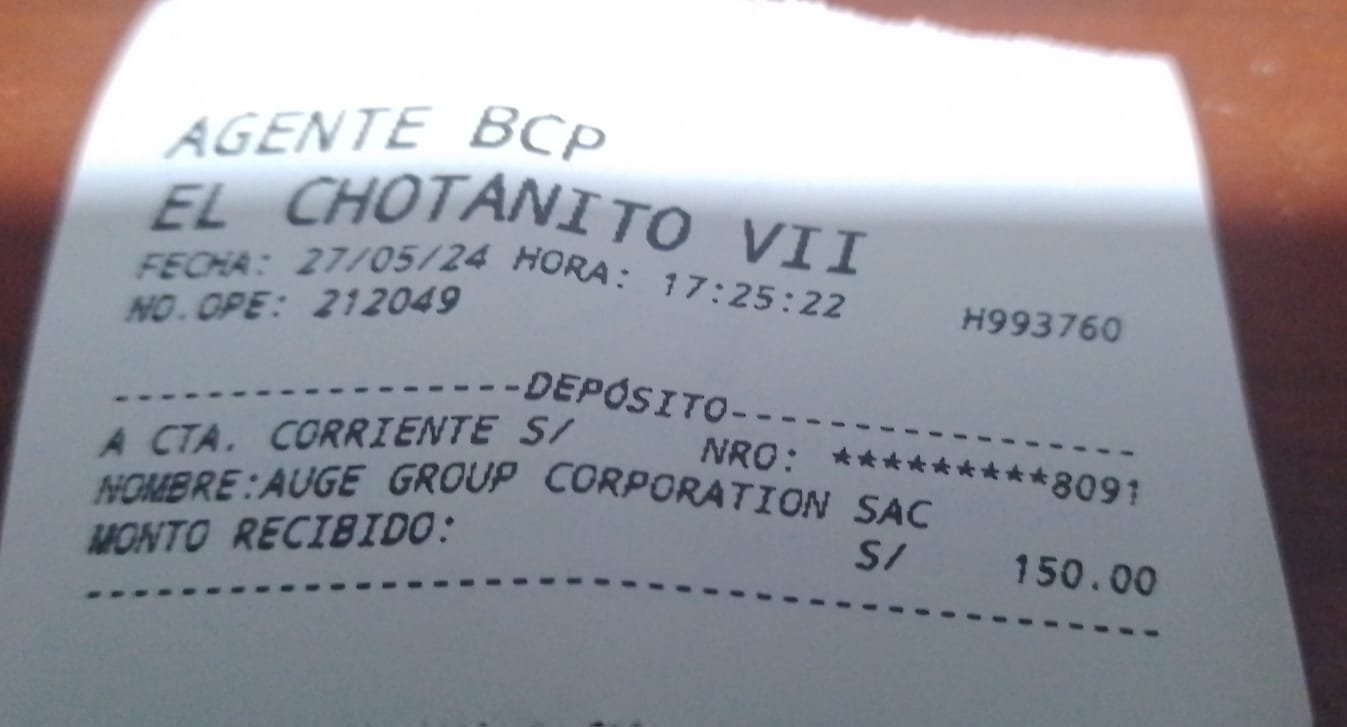 AGENTE BCP
EL CHOTANITO VII
FECHA: 27/05/24 HORA: 17:25:22 H993760
NO.OPE: 212049
-----------------DEPÓSITO-----------------
A CTA. CORRIENTE S/ NRO: *********8091
NOMBRE:AUGE GROUP CORPORATION SAC
MONTO RECIBIDO: S/ 150.00
--------------------------------------------